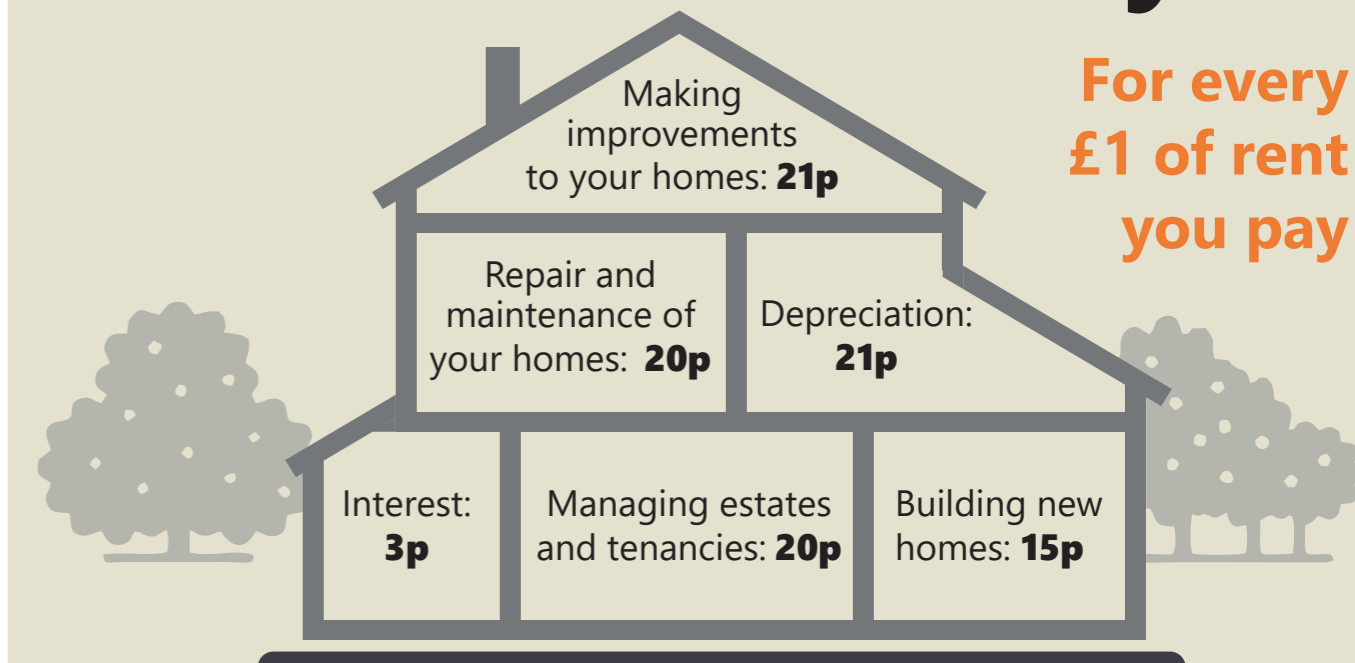 For every
£1 of rent
you pay
Making
improvements
to your homes: 21p
Repair and
maintenance of
your homes: 20p
Depreciation:
21p
Interest:
3p
Managing estates
and tenancies: 20p
Building new
homes: 15p